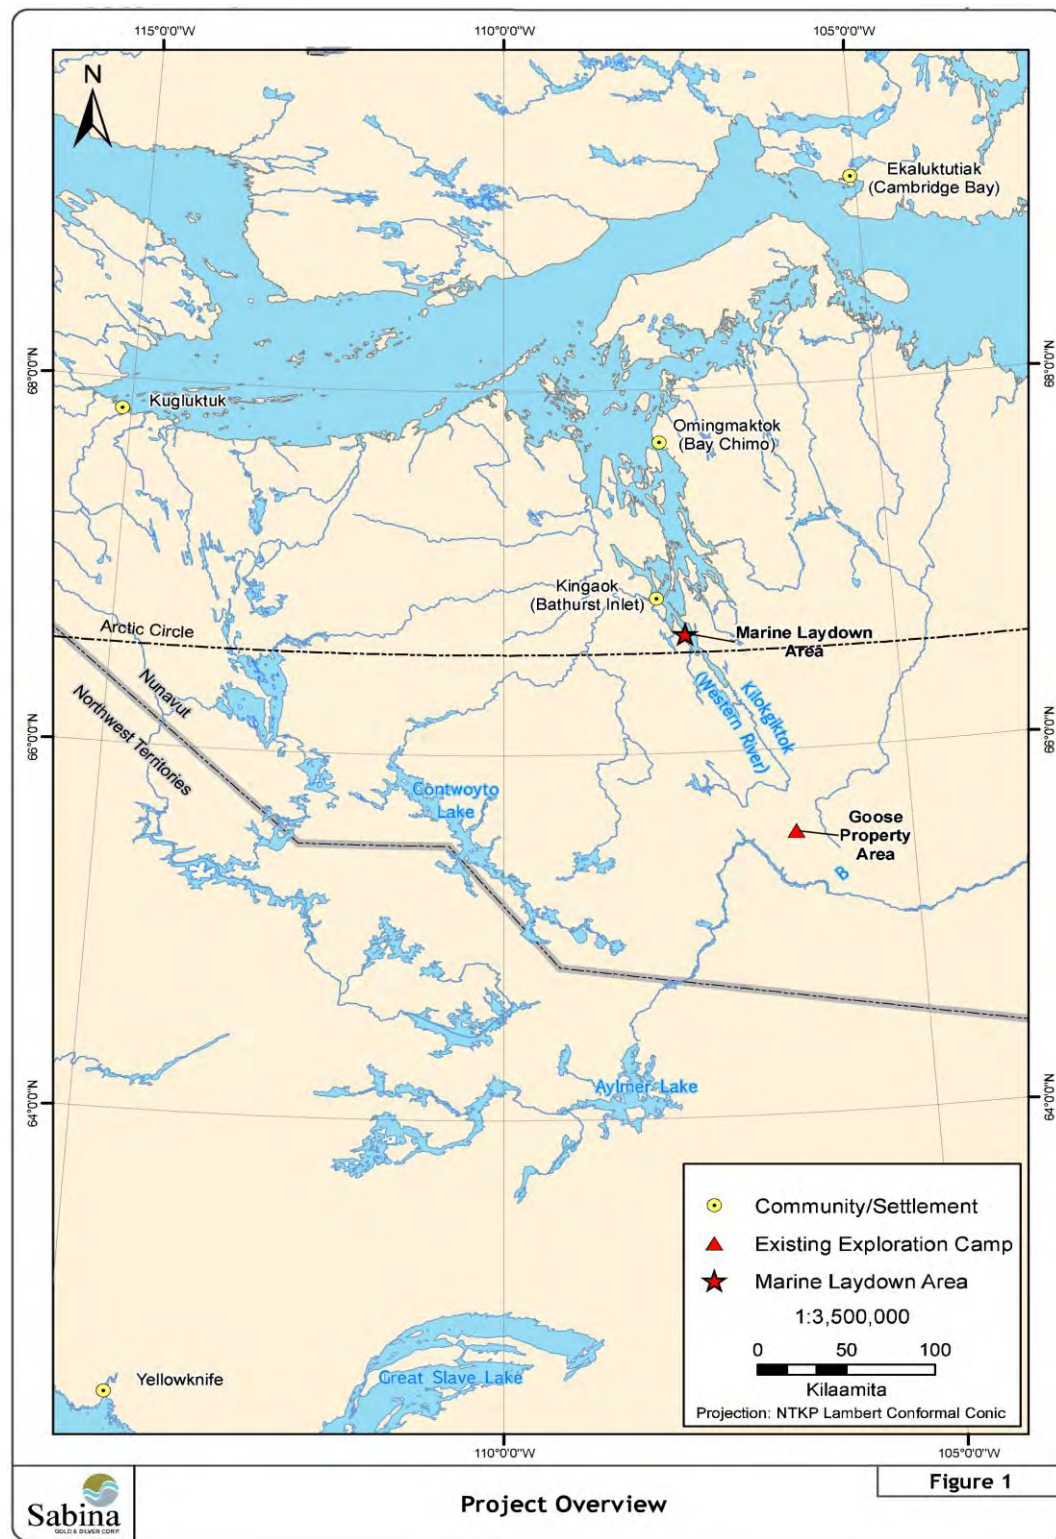 115°0'0"W
110°0'0"W
105°0'0"W
N
Ekaluktutiak
(Cambridge Bay)
68°0'0"N
68°0'0"N
Kugluktuk
Omingmaktok
(Bay Chimo)
Kingaok
(Bathurst Inlet)
Arctic Circle
Marine Laydown
Area
Nunavut
Northwest Territories
Kilokgiktok
(Western River)
66°0'0"N
66°0'0"N
Contwoyto
Lake
Goose
Property
Area
B
Aylmer Lake
64°0'0"N
64°0'0"N
Community/Settlement
Existing Exploration Camp
Marine Laydown Area
1:3,500,000
0 50 100
Kilaamita
Projection: NTKP Lambert Conformal Conic
Yellowknife
Great Slave Lake
110°0'0"W
105°0'0"W
Sabina
GOLD & SILVER CORP.
Project Overview
Figure 1